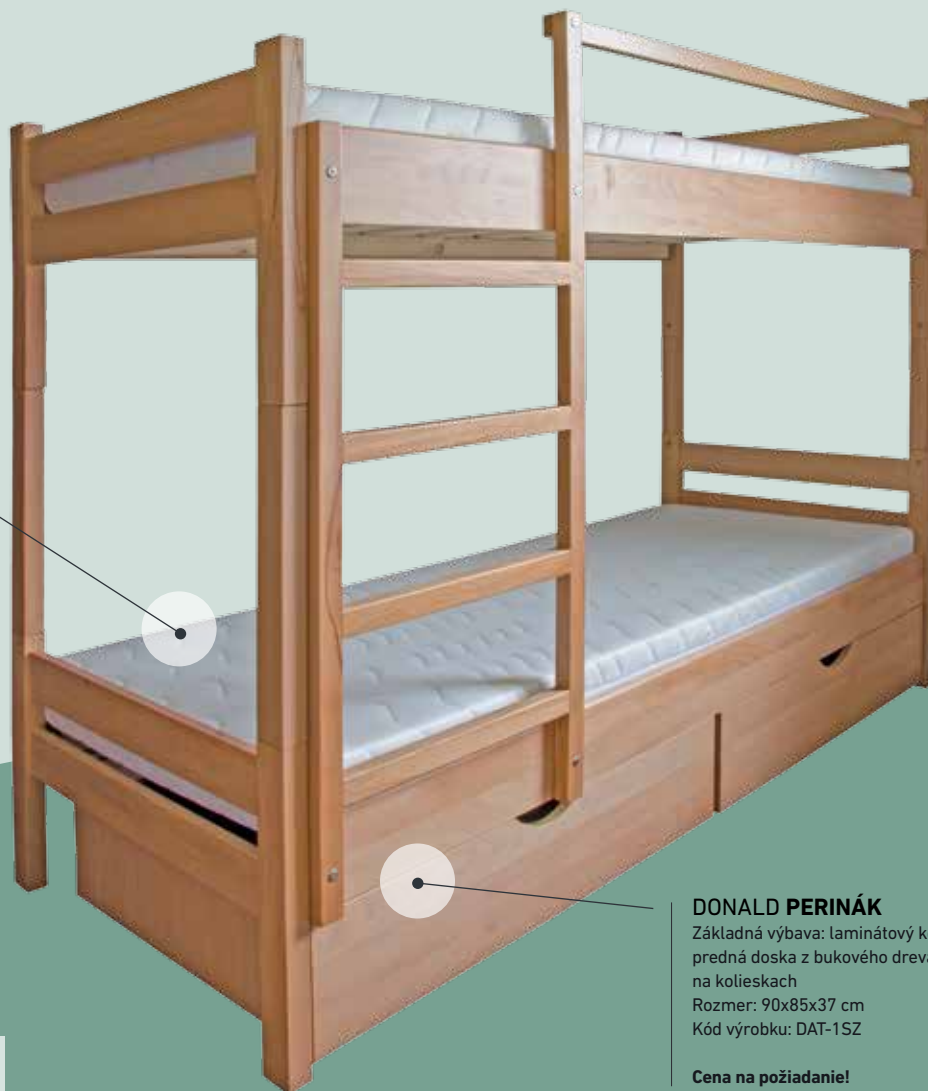 DONALD PERINÁK
Základná výbava: laminátový
predná doska z bukového dreva
na kolieskach
Rozmer: 90x85x37 cm
Kód výrobku: DAT-1SZ
Cena na požiadanie!